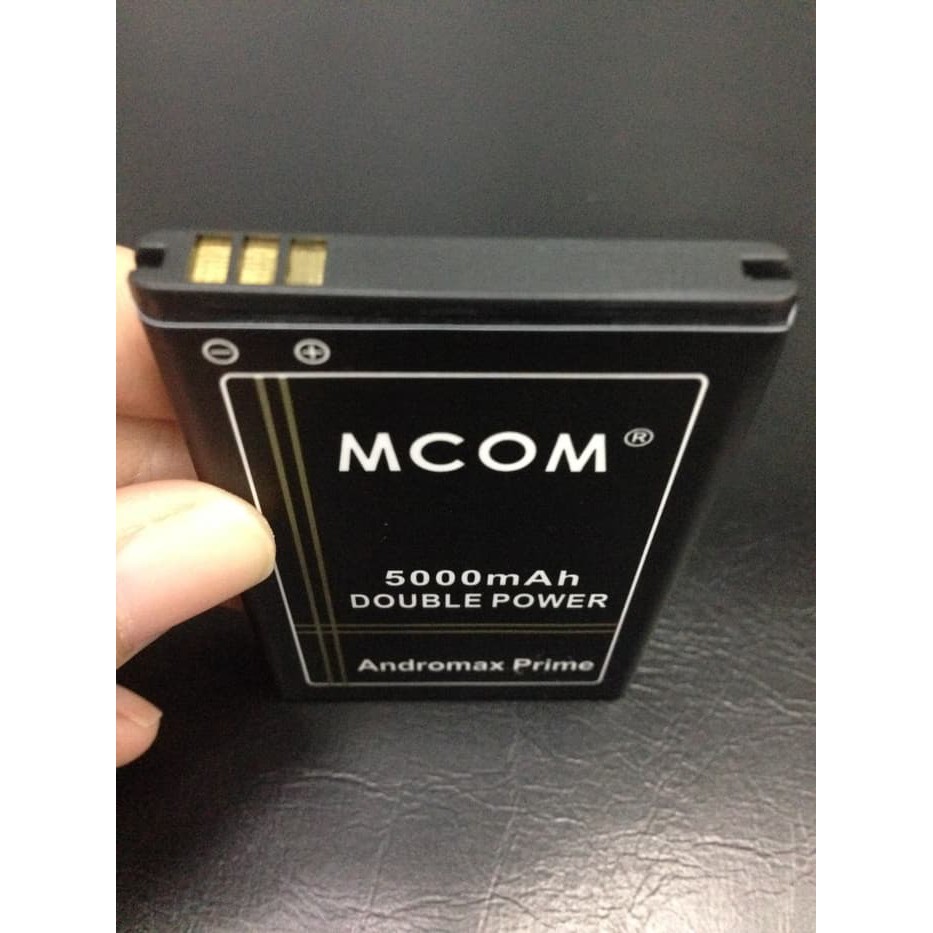 MCOM®
5000mAh
DOUBLE POWER
Andromax Prime